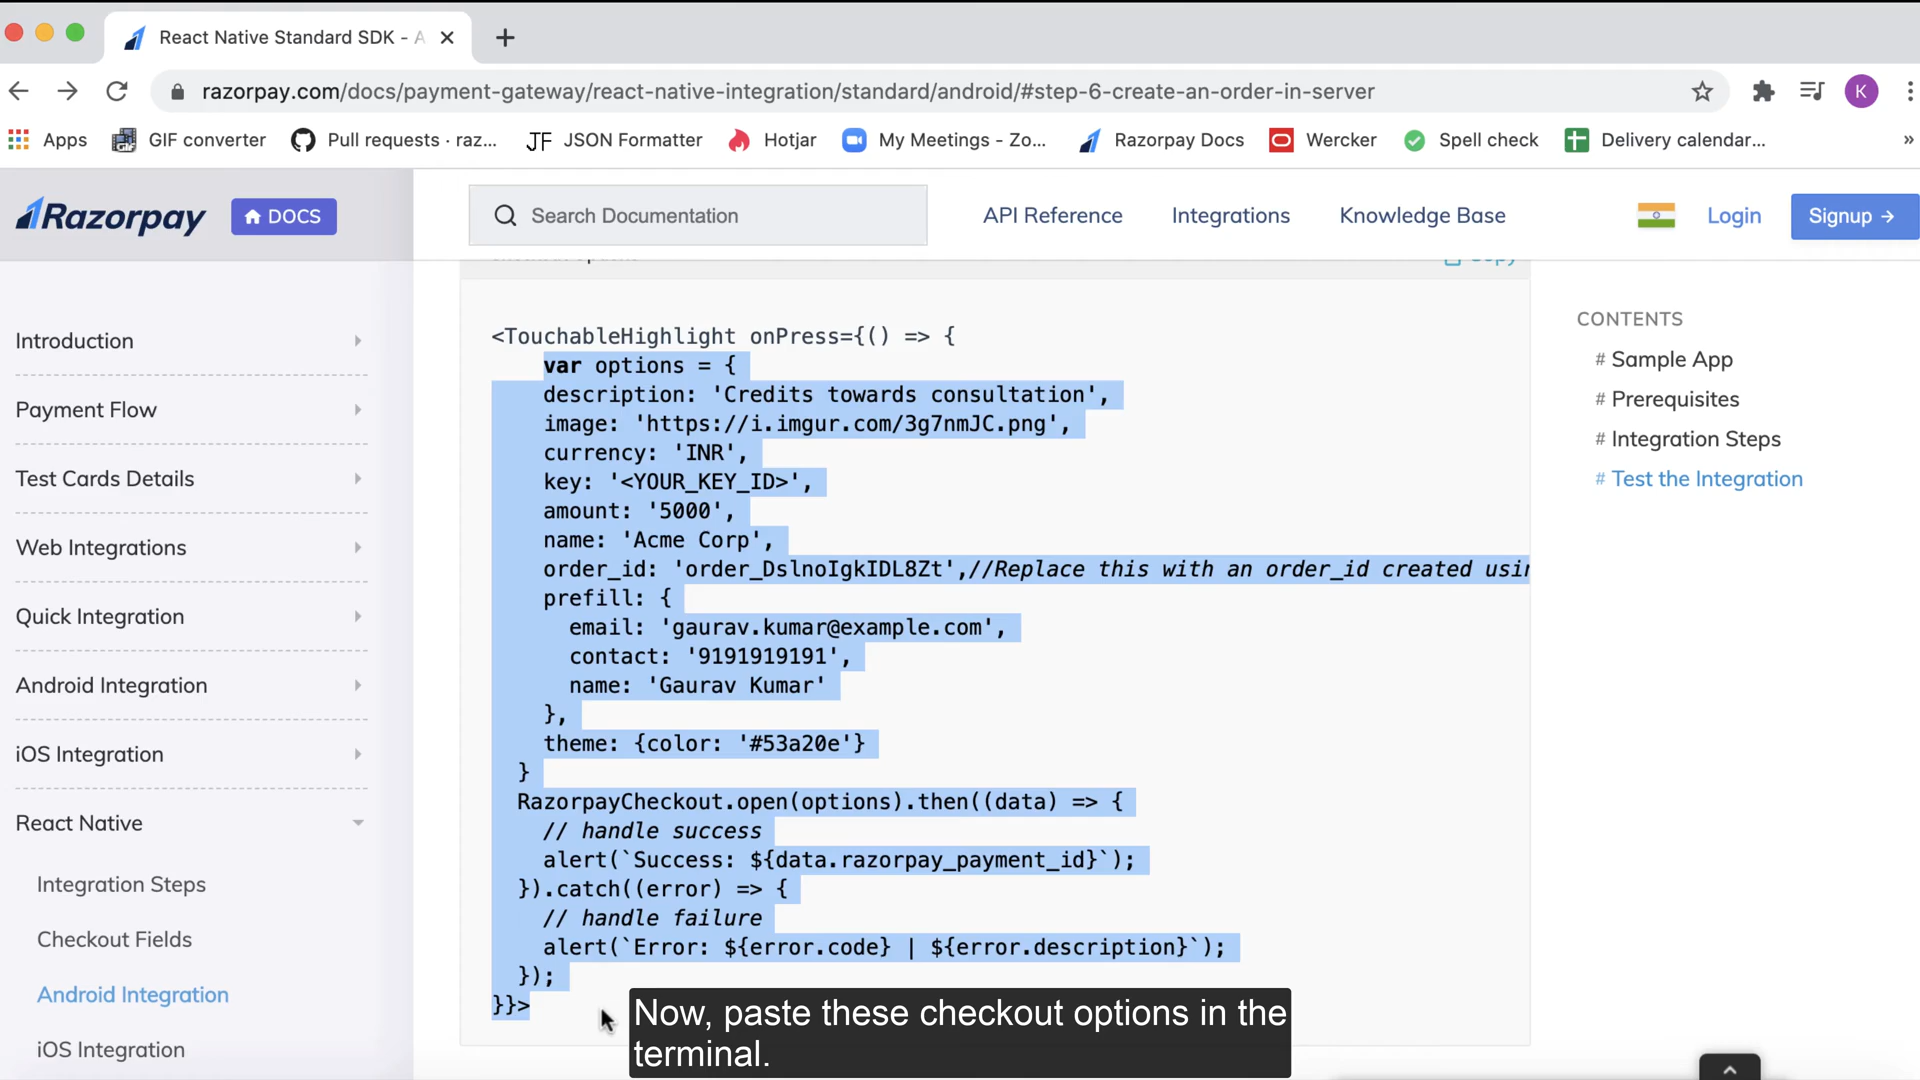 React Native Standard SDK - A
razorpay.com/docs/payment-gateway/react-native-integration/standard/android/#step-6-create-an-order-in-server
K
Apps GIF converter Pull requests · raz... JSON Formatter Hotjar My Meetings - Zo... Razorpay Docs Wercker Spell check Delivery calendar... »
Razorpay DOCS Search Documentation API Reference Integrations Knowledge Base Login Signup →
Copy
<TouchableHighlight onPress={() => {
var options = {
description: 'Credits towards consultation',
image: 'https://i.imgur.com/3g7nmJC.png',
currency: 'INR',
key: '<YOUR_KEY_ID>',
amount: '5000',
name: 'Acme Corp',
order_id: 'order_DslnoIgkIDL8Zt',//Replace this with an order_id created usin
prefill: {
email: 'gaurav.kumar@example.com',
contact: '9191919191',
name: 'Gaurav Kumar'
},
theme: {color: '#53a20e'}
}
RazorpayCheckout.open(options).then((data) => {
// handle success
alert(`Success: ${data.razorpay_payment_id}`);
}).catch((error) => {
// handle failure
alert(`Error: ${error.code} | ${error.description}`);
});
}}>
Introduction
Payment Flow
Test Cards Details
Web Integrations
Quick Integration
Android Integration
iOS Integration
React Native
Integration Steps
Checkout Fields
Android Integration
iOS Integration
CONTENTS
# Sample App
# Prerequisites
# Integration Steps
# Test the Integration
Now, paste these checkout options in the
terminal.